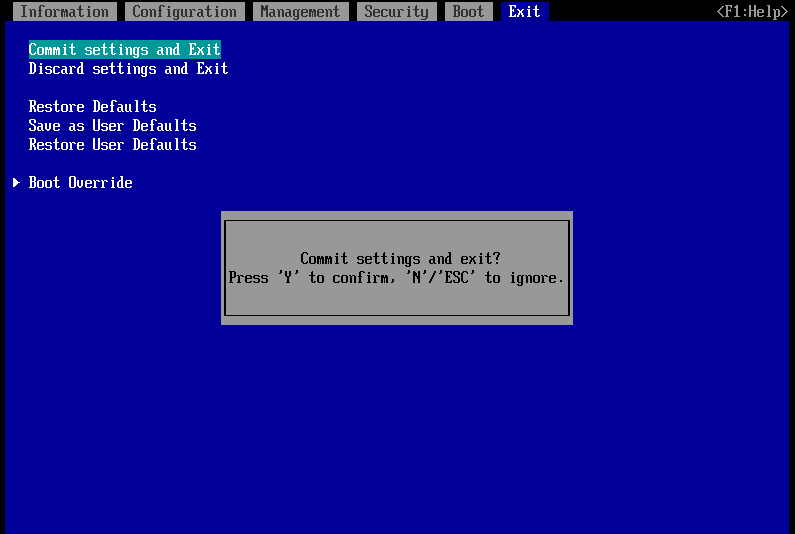 Information Configuration Management Security Boot Exit <F1:Help>
Commit settings and Exit
Discard settings and Exit
Restore Defaults
Save as User Defaults
Restore User Defaults
Boot Override
Commit settings and exit?
Press 'Y' to confirm, 'N'/'ESC' to ignore.